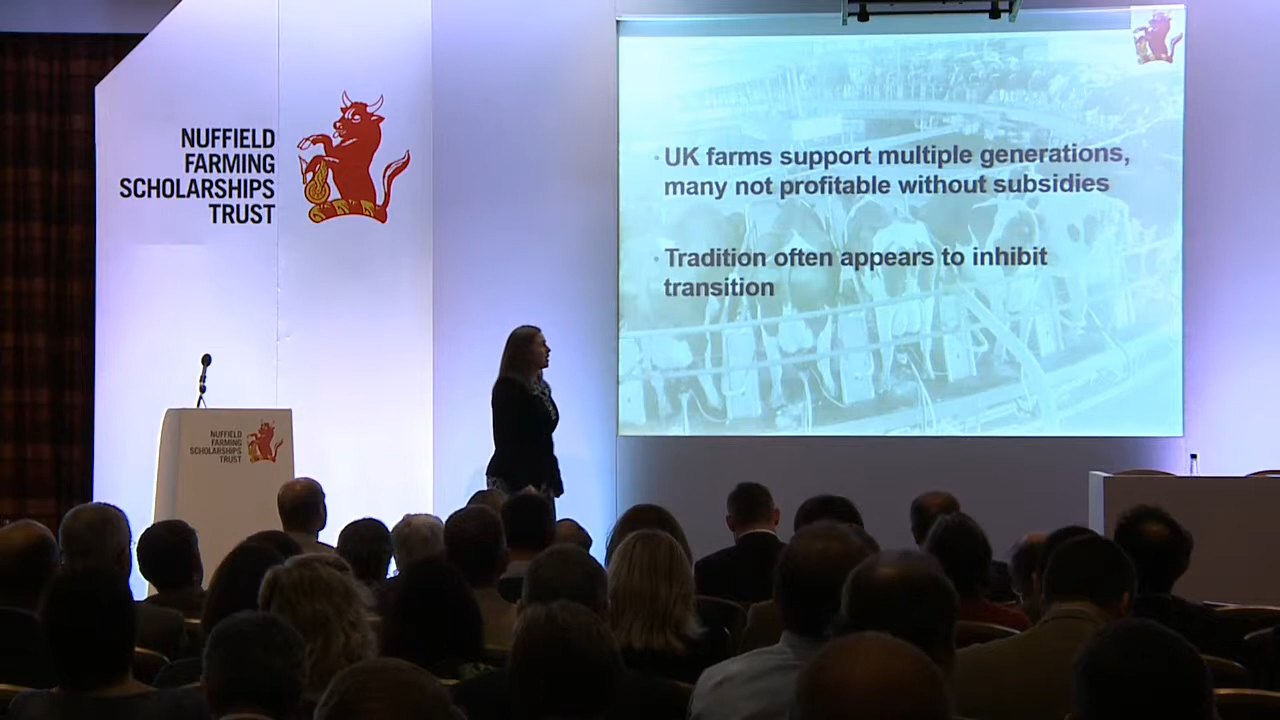 NUFFIELD
FARMING
SCHOLARSHIPS
TRUST
UK farms support multiple generations,
many not profitable without subsidies
Tradition often appears to inhibit
transition
NUFFIELD
FARMING
SCHOLARSHIPS
TRUST